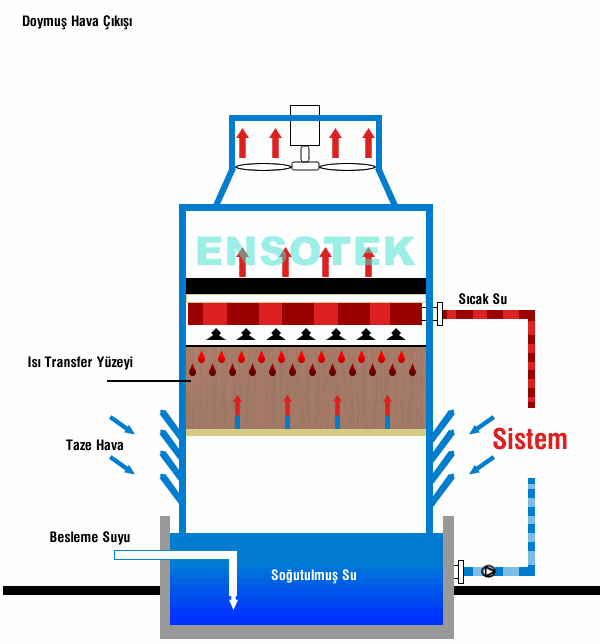 Doymuş Hava Çıkışı
ENSOTEK
Sıcak Su
Isı Transfer Yüzeyi
Sistem
Taze Hava
Besleme Suyu
Soğutulmuş Su